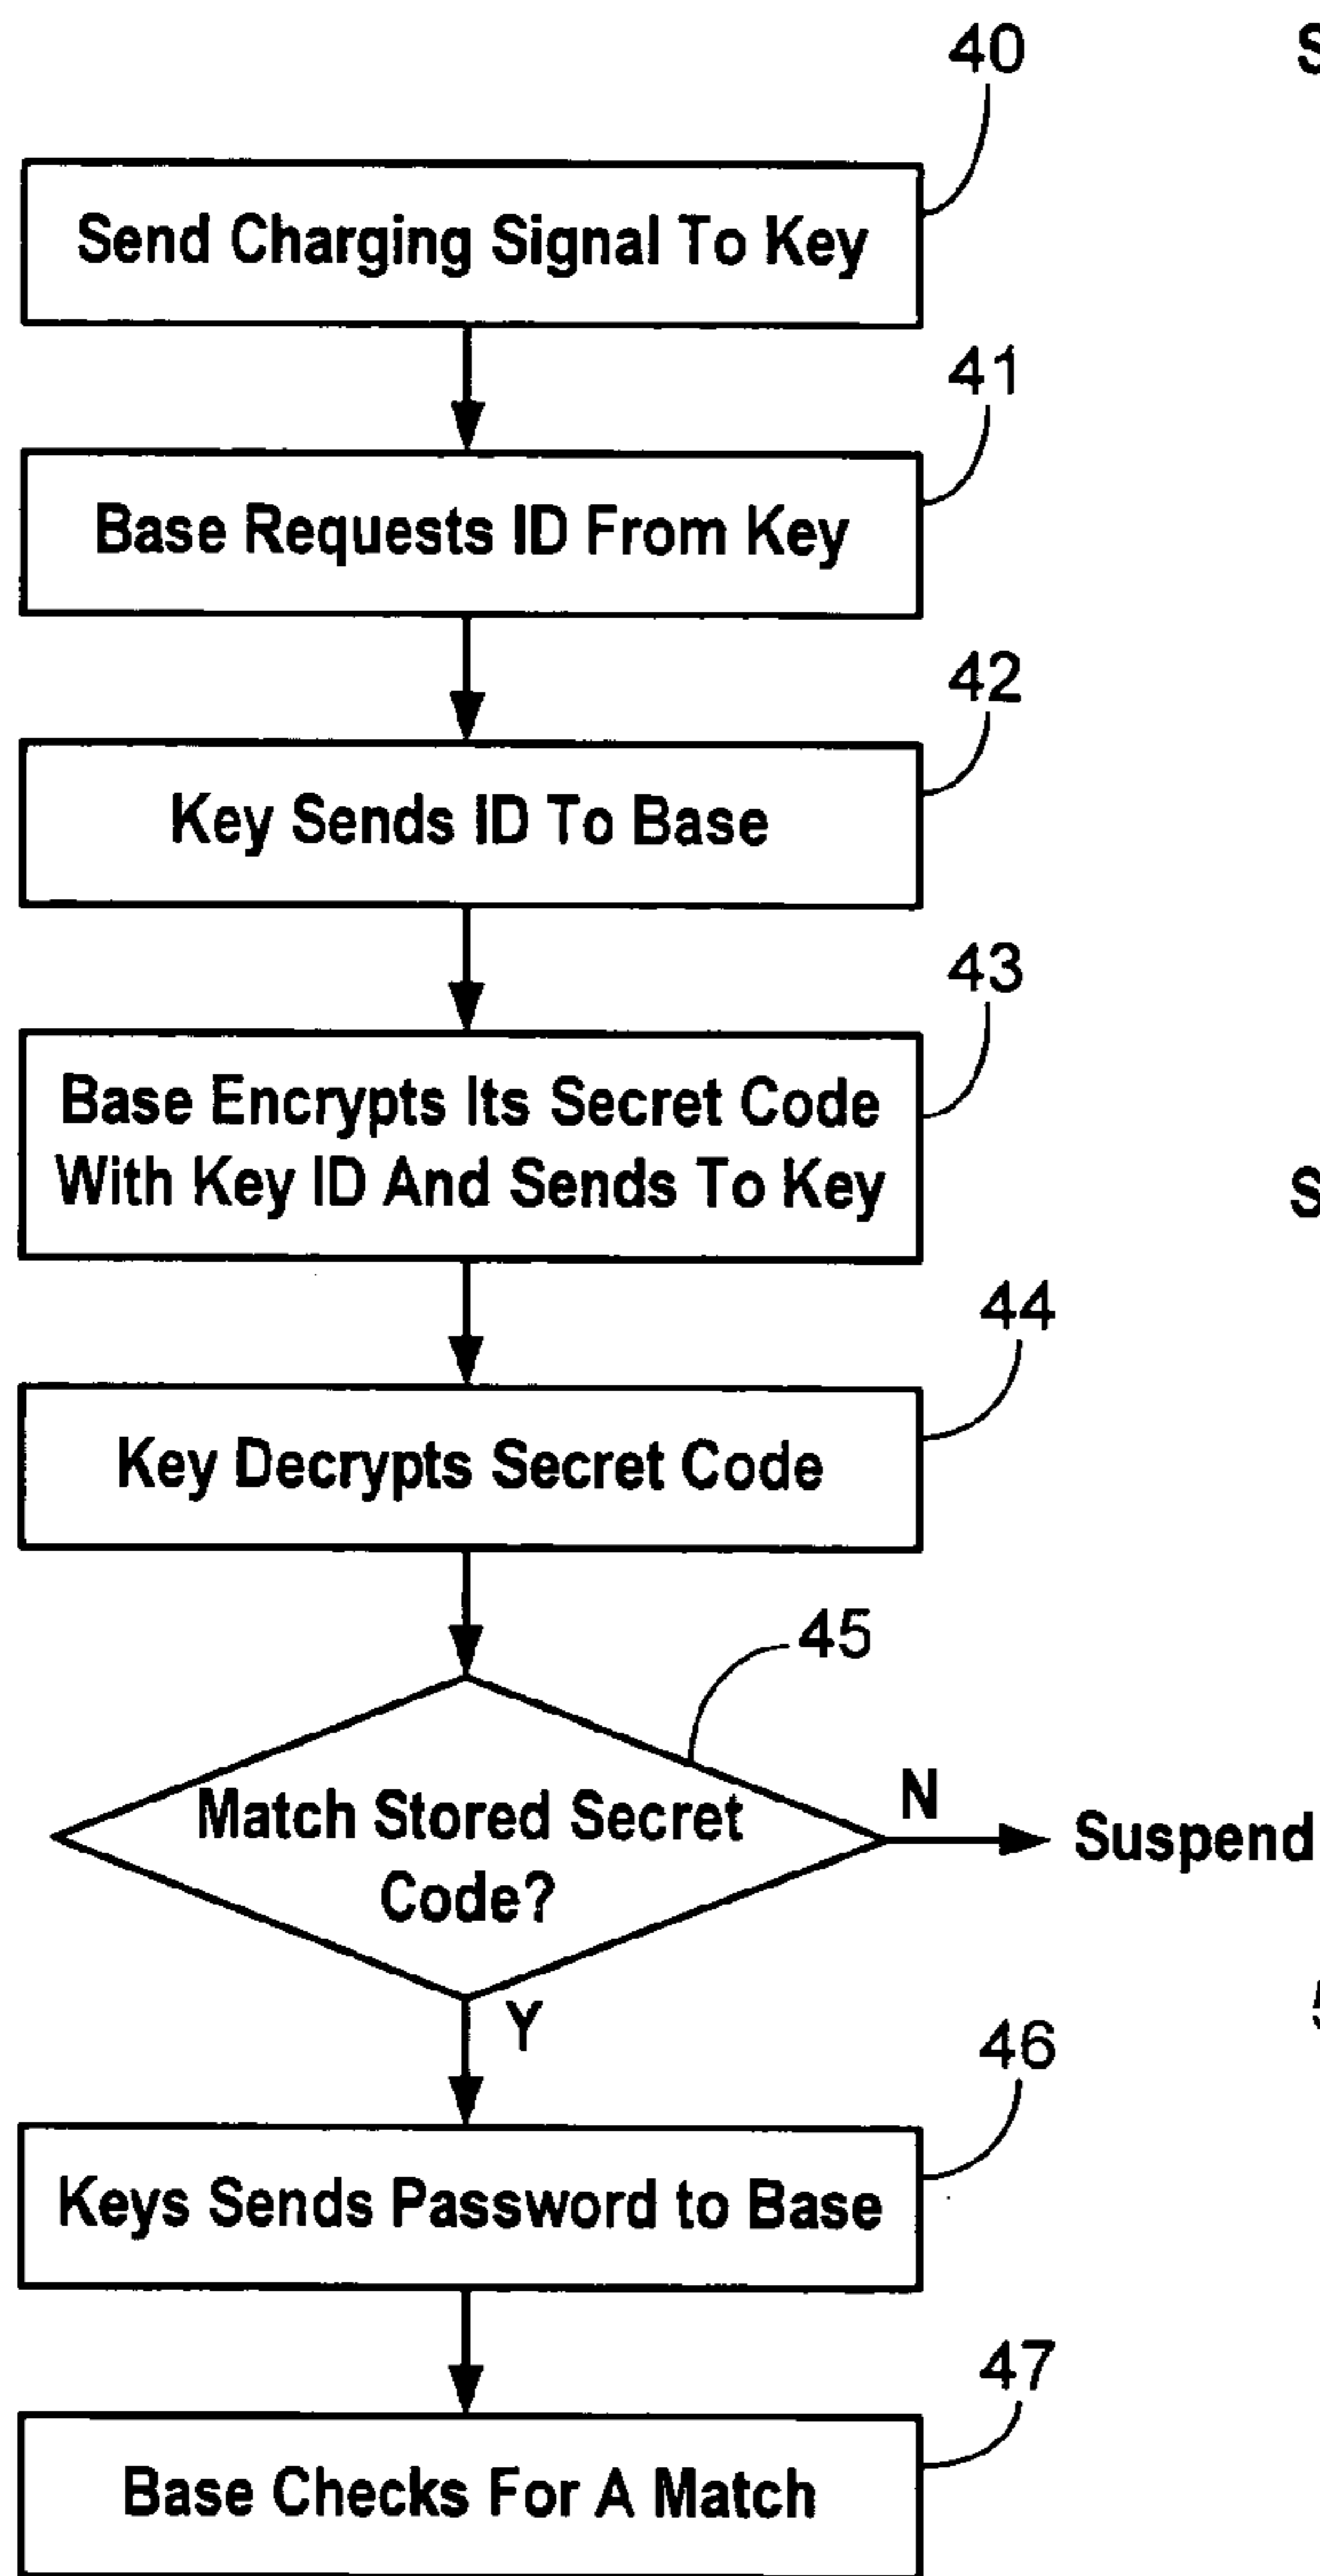 40
Send Charging Signal To Key
41
Base Requests ID From Key
42
Key Sends ID To Base
43
Base Encrypts Its Secret Code
With Key ID And Sends To Key
44
Key Decrypts Secret Code
45
Match Stored Secret
Code?
N
Suspend
Y
46
Keys Sends Password to Base
47
Base Checks For A Match